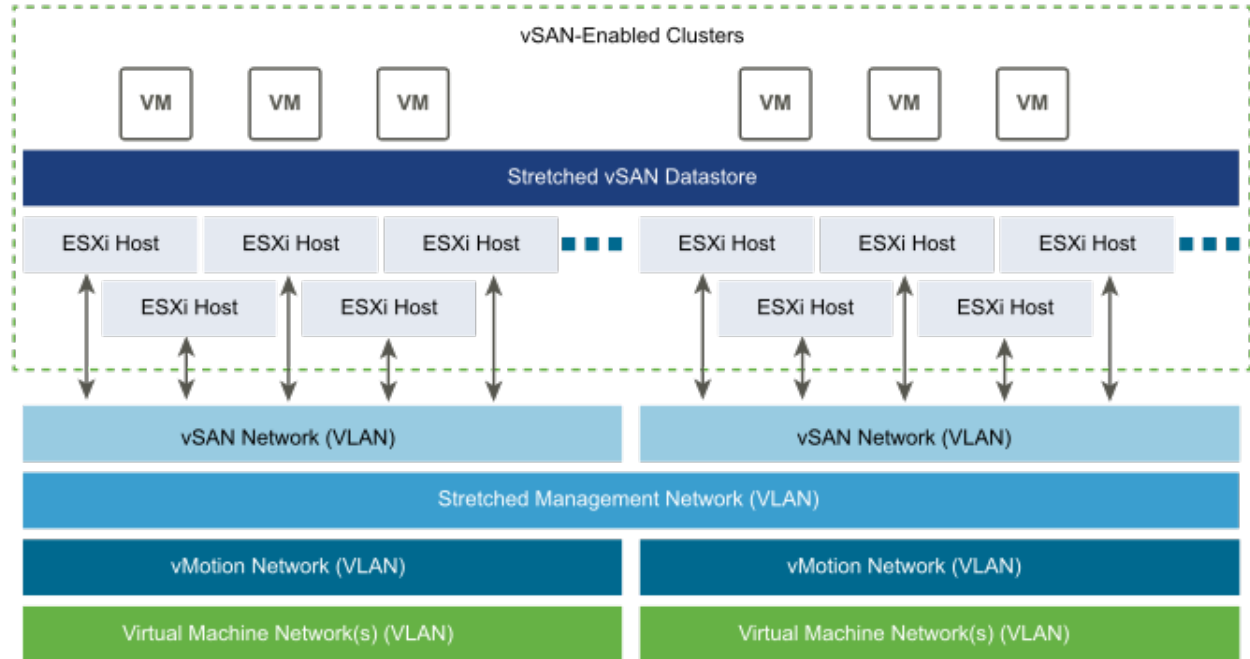 vSAN-Enabled Clusters
VM VM VM VM VM VM
Stretched vSAN Datastore
ESXi Host ESXi Host ESXi Host ESXi Host ESXi Host ESXi Host
ESXi Host ESXi Host ESXi Host ESXi Host
vSAN Network (VLAN) vSAN Network (VLAN)
Stretched Management Network (VLAN)
vMotion Network (VLAN) vMotion Network (VLAN)
Virtual Machine Network(s) (VLAN) Virtual Machine Network(s) (VLAN)